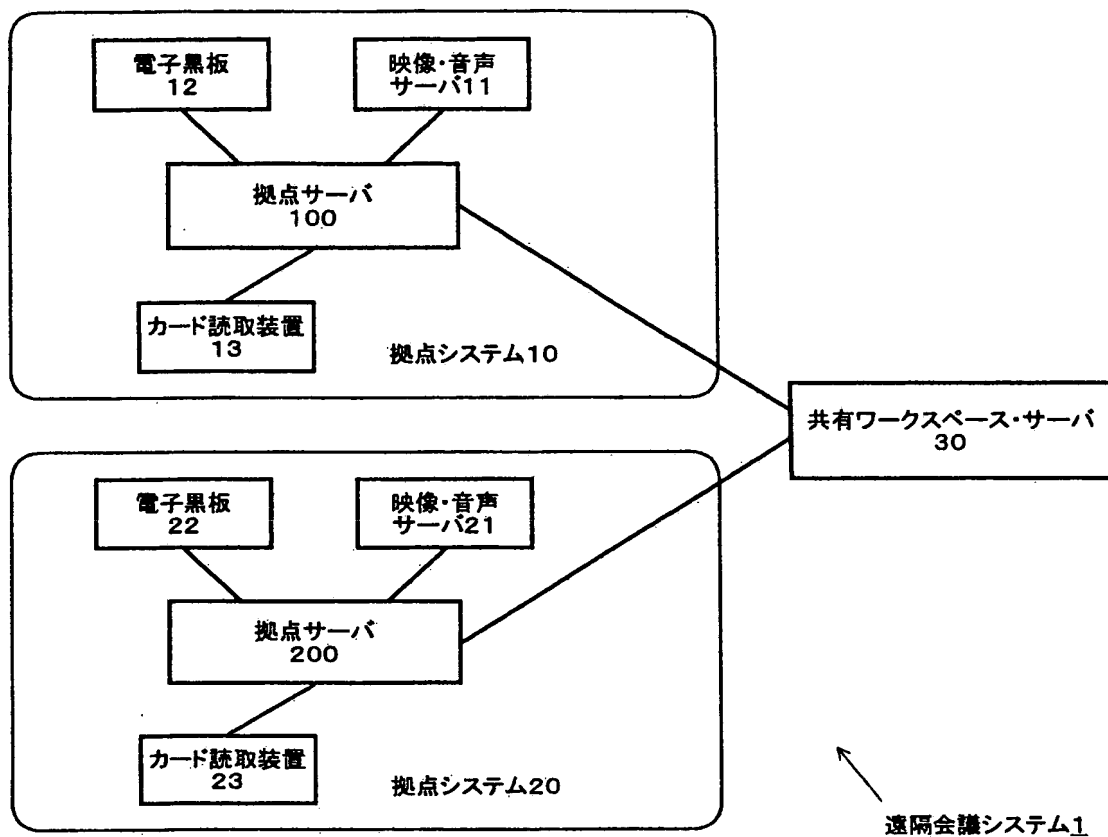 電子黒板
12
映像・音声
サーバ11
拠点サーバ
100
カード読取装置
13
拠点システム10
共有ワークスペース・サーバ
30
電子黒板
22
映像・音声
サーバ21
拠点サーバ
200
カード読取装置
23
拠点システム20
遠隔会議システム1